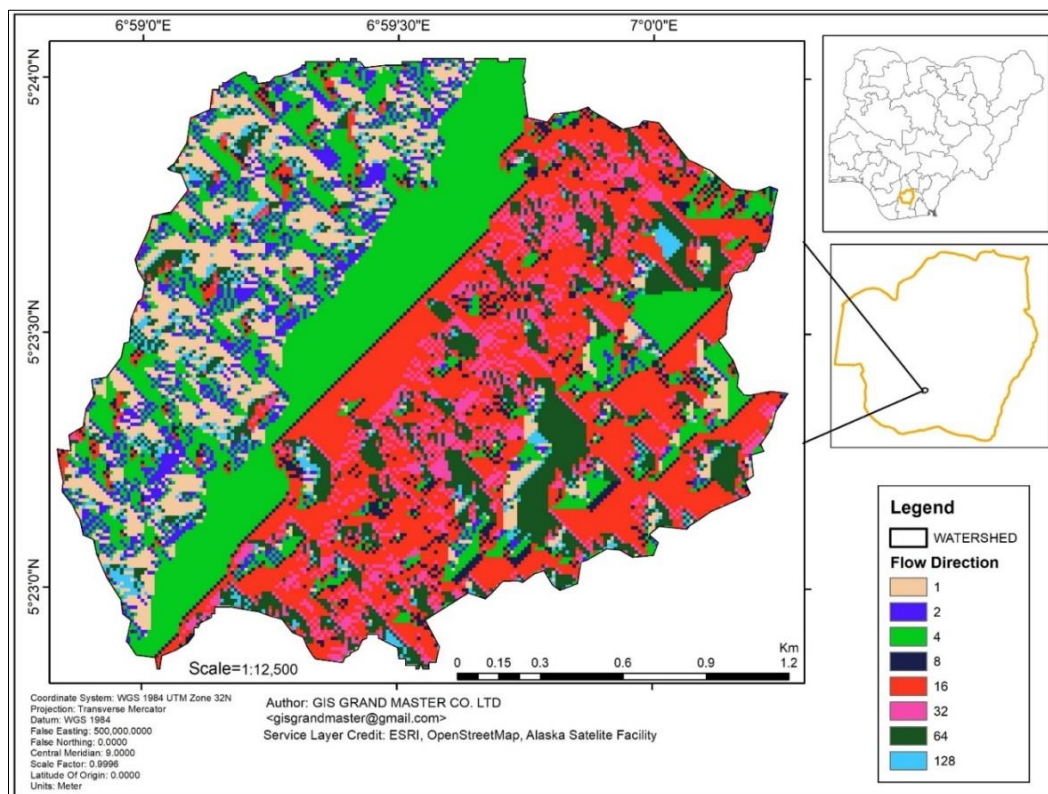 6°59'0"E
6°59'30"E
7°0'0"E
5°24'0"N
5°23'30"N
5°23'0"N
Scale=1:12,500
Km
0 0.15 0.3 0.6 0.9 1.2
Coordinate System: WGS 1984 UTM Zone 32N
Projection: Transverse Mercator
Datum: WGS 1984
False Easting: 500,000.0000
False Northing: 0.0000
Central Meridian: 9.0000
Scale Factor: 0.9996
Latitude Of Origin: 0.0000
Units: Meter
Author: GIS GRAND MASTER CO. LTD
<gisgrandmaster@gmail.com>
Service Layer Credit: ESRI, OpenStreetMap, Alaska Satelite Facility
Legend
WATERSHED
Flow Direction
1
2
4
8
16
32
64
128